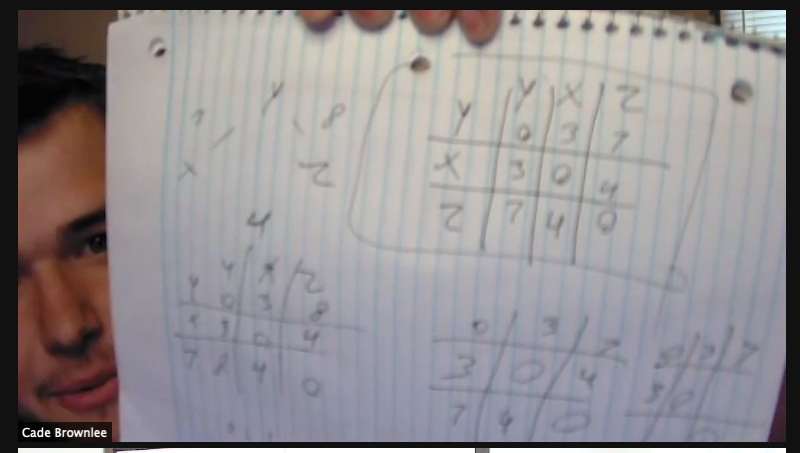 Y
Y X Z
Y 0 3 7
X 3 0 4
Z 7 4 0
8
X Z
4
Y X Z
Y 0 3 8
X 3 0 4
8 4 0
0 3 7
3 0 4
7 4 0
0 3 7
3 0
Cade Brownlee